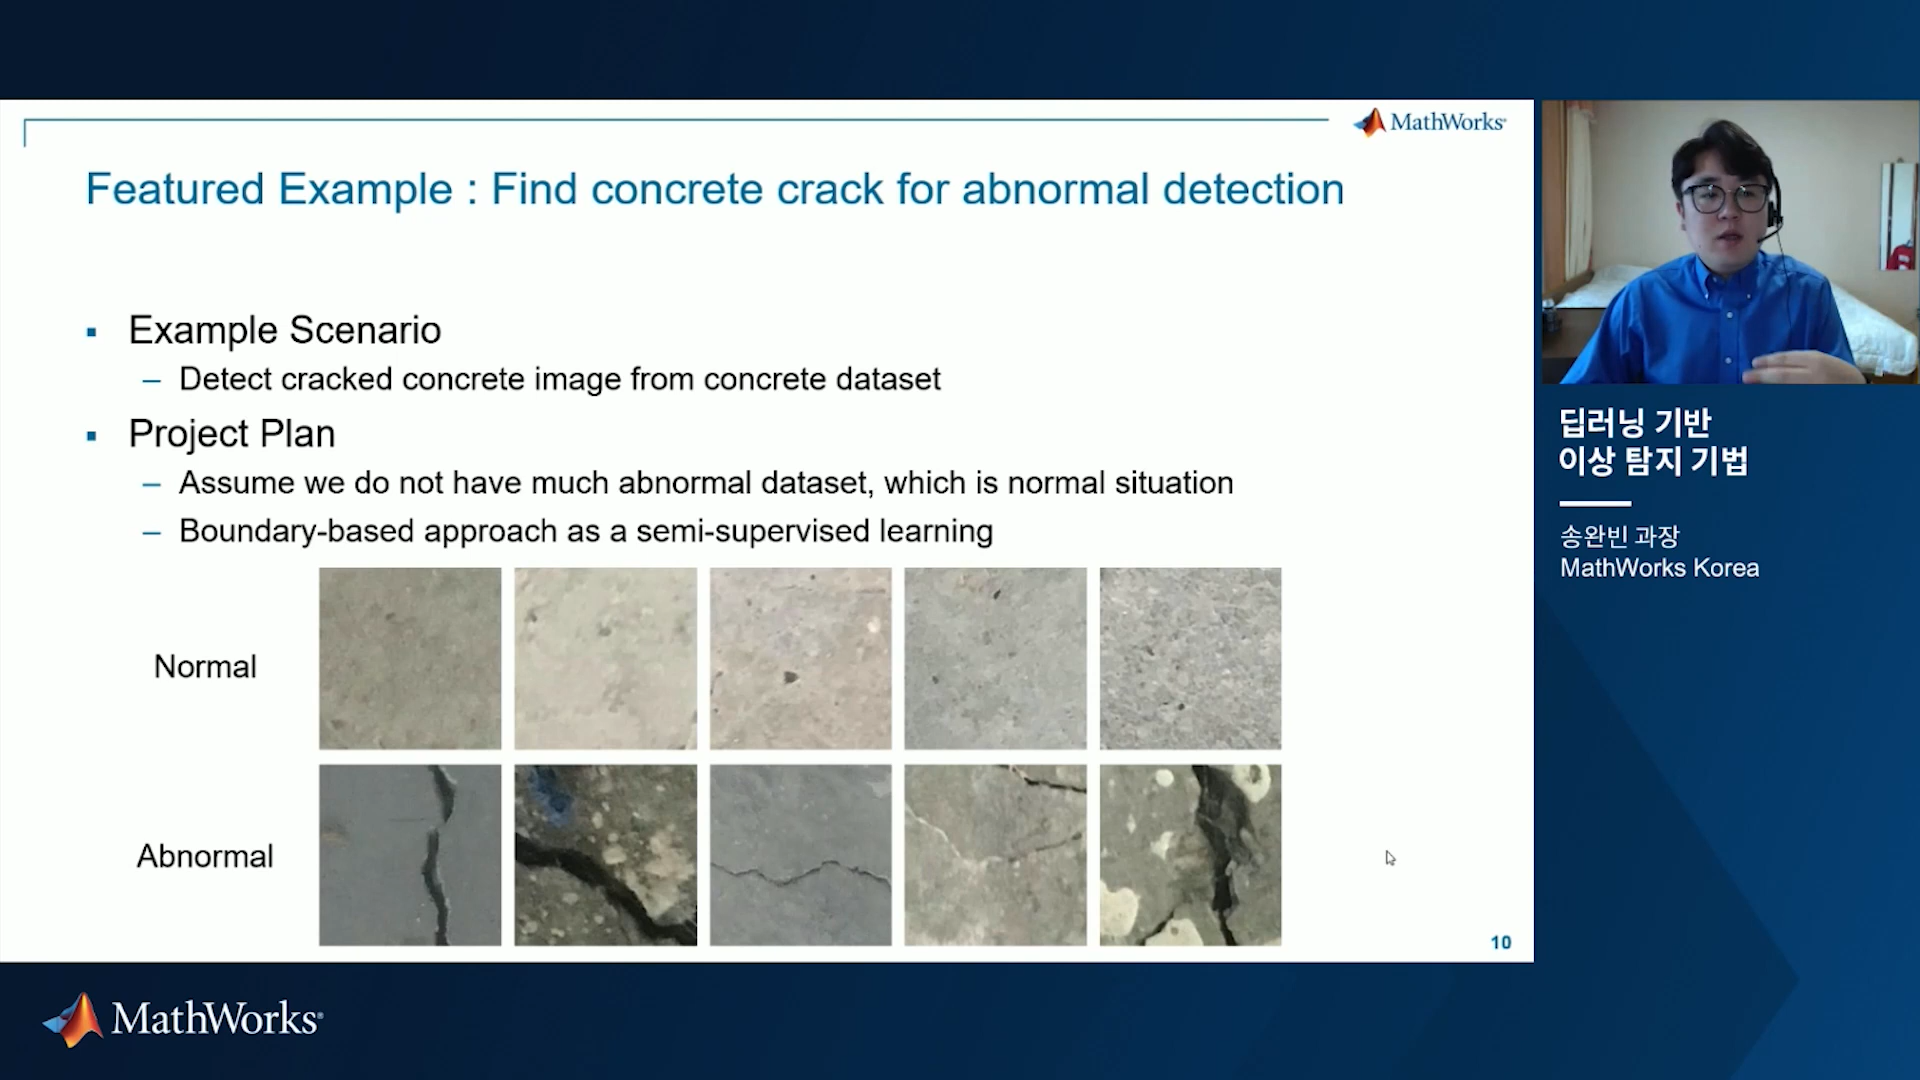 MathWorks®
Featured Example : Find concrete crack for abnormal detection
▪ Example Scenario
– Detect cracked concrete image from concrete dataset
▪ Project Plan
– Assume we do not have much abnormal dataset, which is normal situation
– Boundary-based approach as a semi-supervised learning
Normal
Abnormal
10
딥러닝 기반
이상 탐지 기법
송완빈 과장
MathWorks Korea
MathWorks®